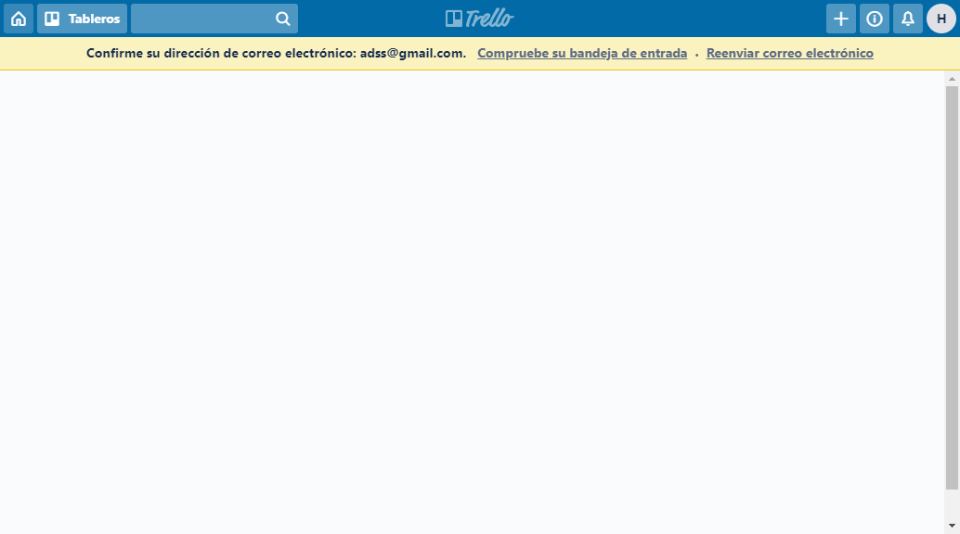 Tableros
Trello
H
Confirme su dirección de correo electrónico: adss@gmail.com. Compruebe su bandeja de entrada · Reenviar correo electrónico